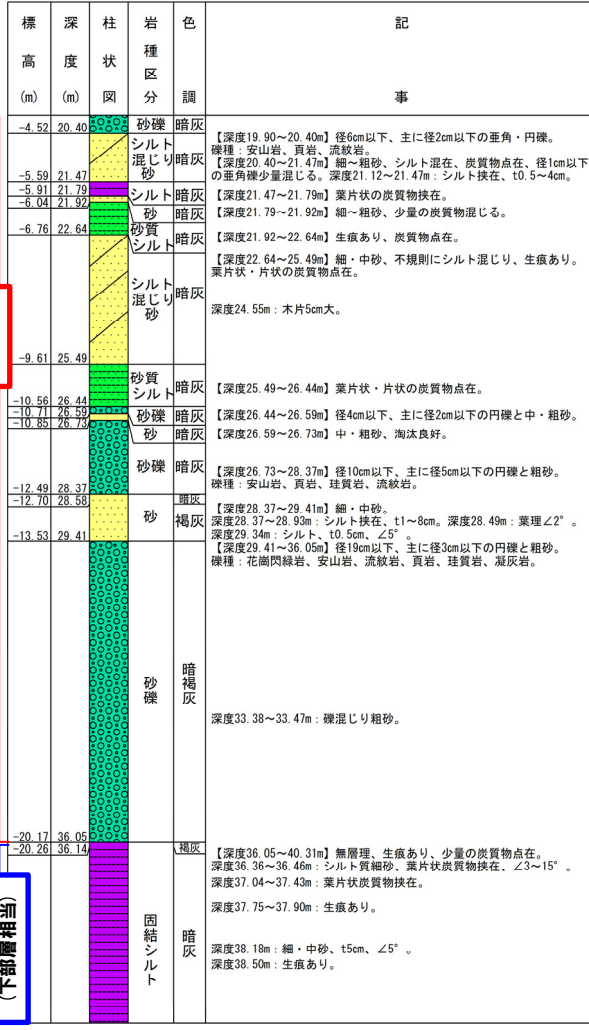 標高(m) 深度(m) 柱状図 岩種区分 色調 記事
-4.52 20.40 砂礫 暗灰
【深度19.90～20.40m】径6cm以下、主に径2cm以下の亜角・円礫。
礫種：安山岩、頁岩、流紋岩。
-5.59 21.47 シルト混じり砂 暗灰
【深度20.40～21.47m】細～粗砂、シルト混在、炭質物点在、径1cm以下
の亜角礫少量混じる。深度21.12～21.47m：シルト挟在、t0.5～4cm。
-5.91 21.79 シルト 暗灰
【深度21.47～21.79m】葉片状の炭質物挟在。
-6.04 21.92 砂 暗灰
【深度21.79～21.92m】細～粗砂、少量の炭質物混じる。
-6.76 22.64 砂質シルト 暗灰
【深度21.92～22.64m】生痕あり、炭質物点在。
-9.61 25.49 シルト混じり砂 暗灰
【深度22.64～25.49m】細・中砂、不規則にシルト混じり、生痕あり。
葉片状・片状の炭質物点在。
深度24.55m：木片5cm大。
-10.56 26.44 砂質シルト 暗灰
【深度25.49～26.44m】葉片状・片状の炭質物点在。
-10.71 26.59 砂礫 暗灰
【深度26.44～26.59m】径4cm以下、主に径2cm以下の円礫と中・粗砂。
-10.85 26.73 砂 暗灰
【深度26.59～26.73m】中・粗砂、淘汰良好。
-12.49 28.37 砂礫 暗灰
【深度26.73～28.37m】径10cm以下、主に径5cm以下の円礫と粗砂。
礫種：安山岩、頁岩、珪質岩、流紋岩。
-12.70 28.58 暗灰
-13.53 29.41 砂 褐灰
【深度28.37～29.41m】細・中砂。
深度28.37～28.93m：シルト挟在、t1～8cm。深度28.49m：葉理∠2°。
深度29.34m：シルト、t0.5cm、∠5°。
-20.17 36.05 砂礫 暗褐灰
【深度29.41～36.05m】径19cm以下、主に径3cm以下の円礫と粗砂。
礫種：花崗閃緑岩、安山岩、流紋岩、頁岩、珪質岩、凝灰岩。
深度33.38～33.47m：礫混じり粗砂。
-20.26 36.14 褐灰
固結シルト 暗灰
【深度36.05～40.31m】無層理、生痕あり、少量の炭質物点在。
深度36.36～36.46m：シルト質細砂、葉片状炭質物挟在、∠3～15°。
深度37.04～37.43m：葉片状炭質物挟在。
深度37.75～37.90m：生痕あり。
深度38.18m：細・中砂、t5cm、∠5°。
深度38.50m：生痕あり。
(下部層相当)